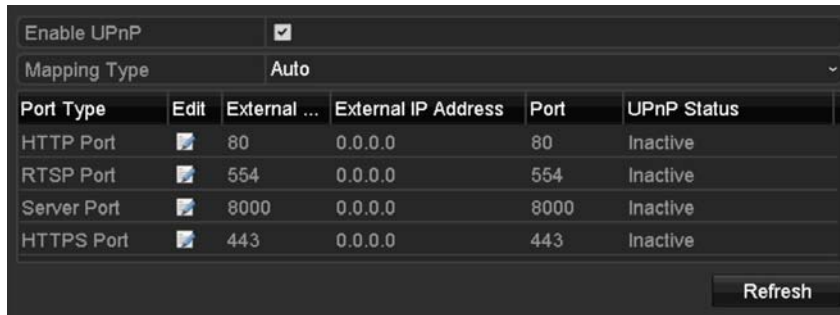 Enable UPnP
Mapping Type Auto
Port Type Edit External ... External IP Address Port UPnP Status
HTTP Port 80 0.0.0.0 80 Inactive
RTSP Port 554 0.0.0.0 554 Inactive
Server Port 8000 0.0.0.0 8000 Inactive
HTTPS Port 443 0.0.0.0 443 Inactive
Refresh